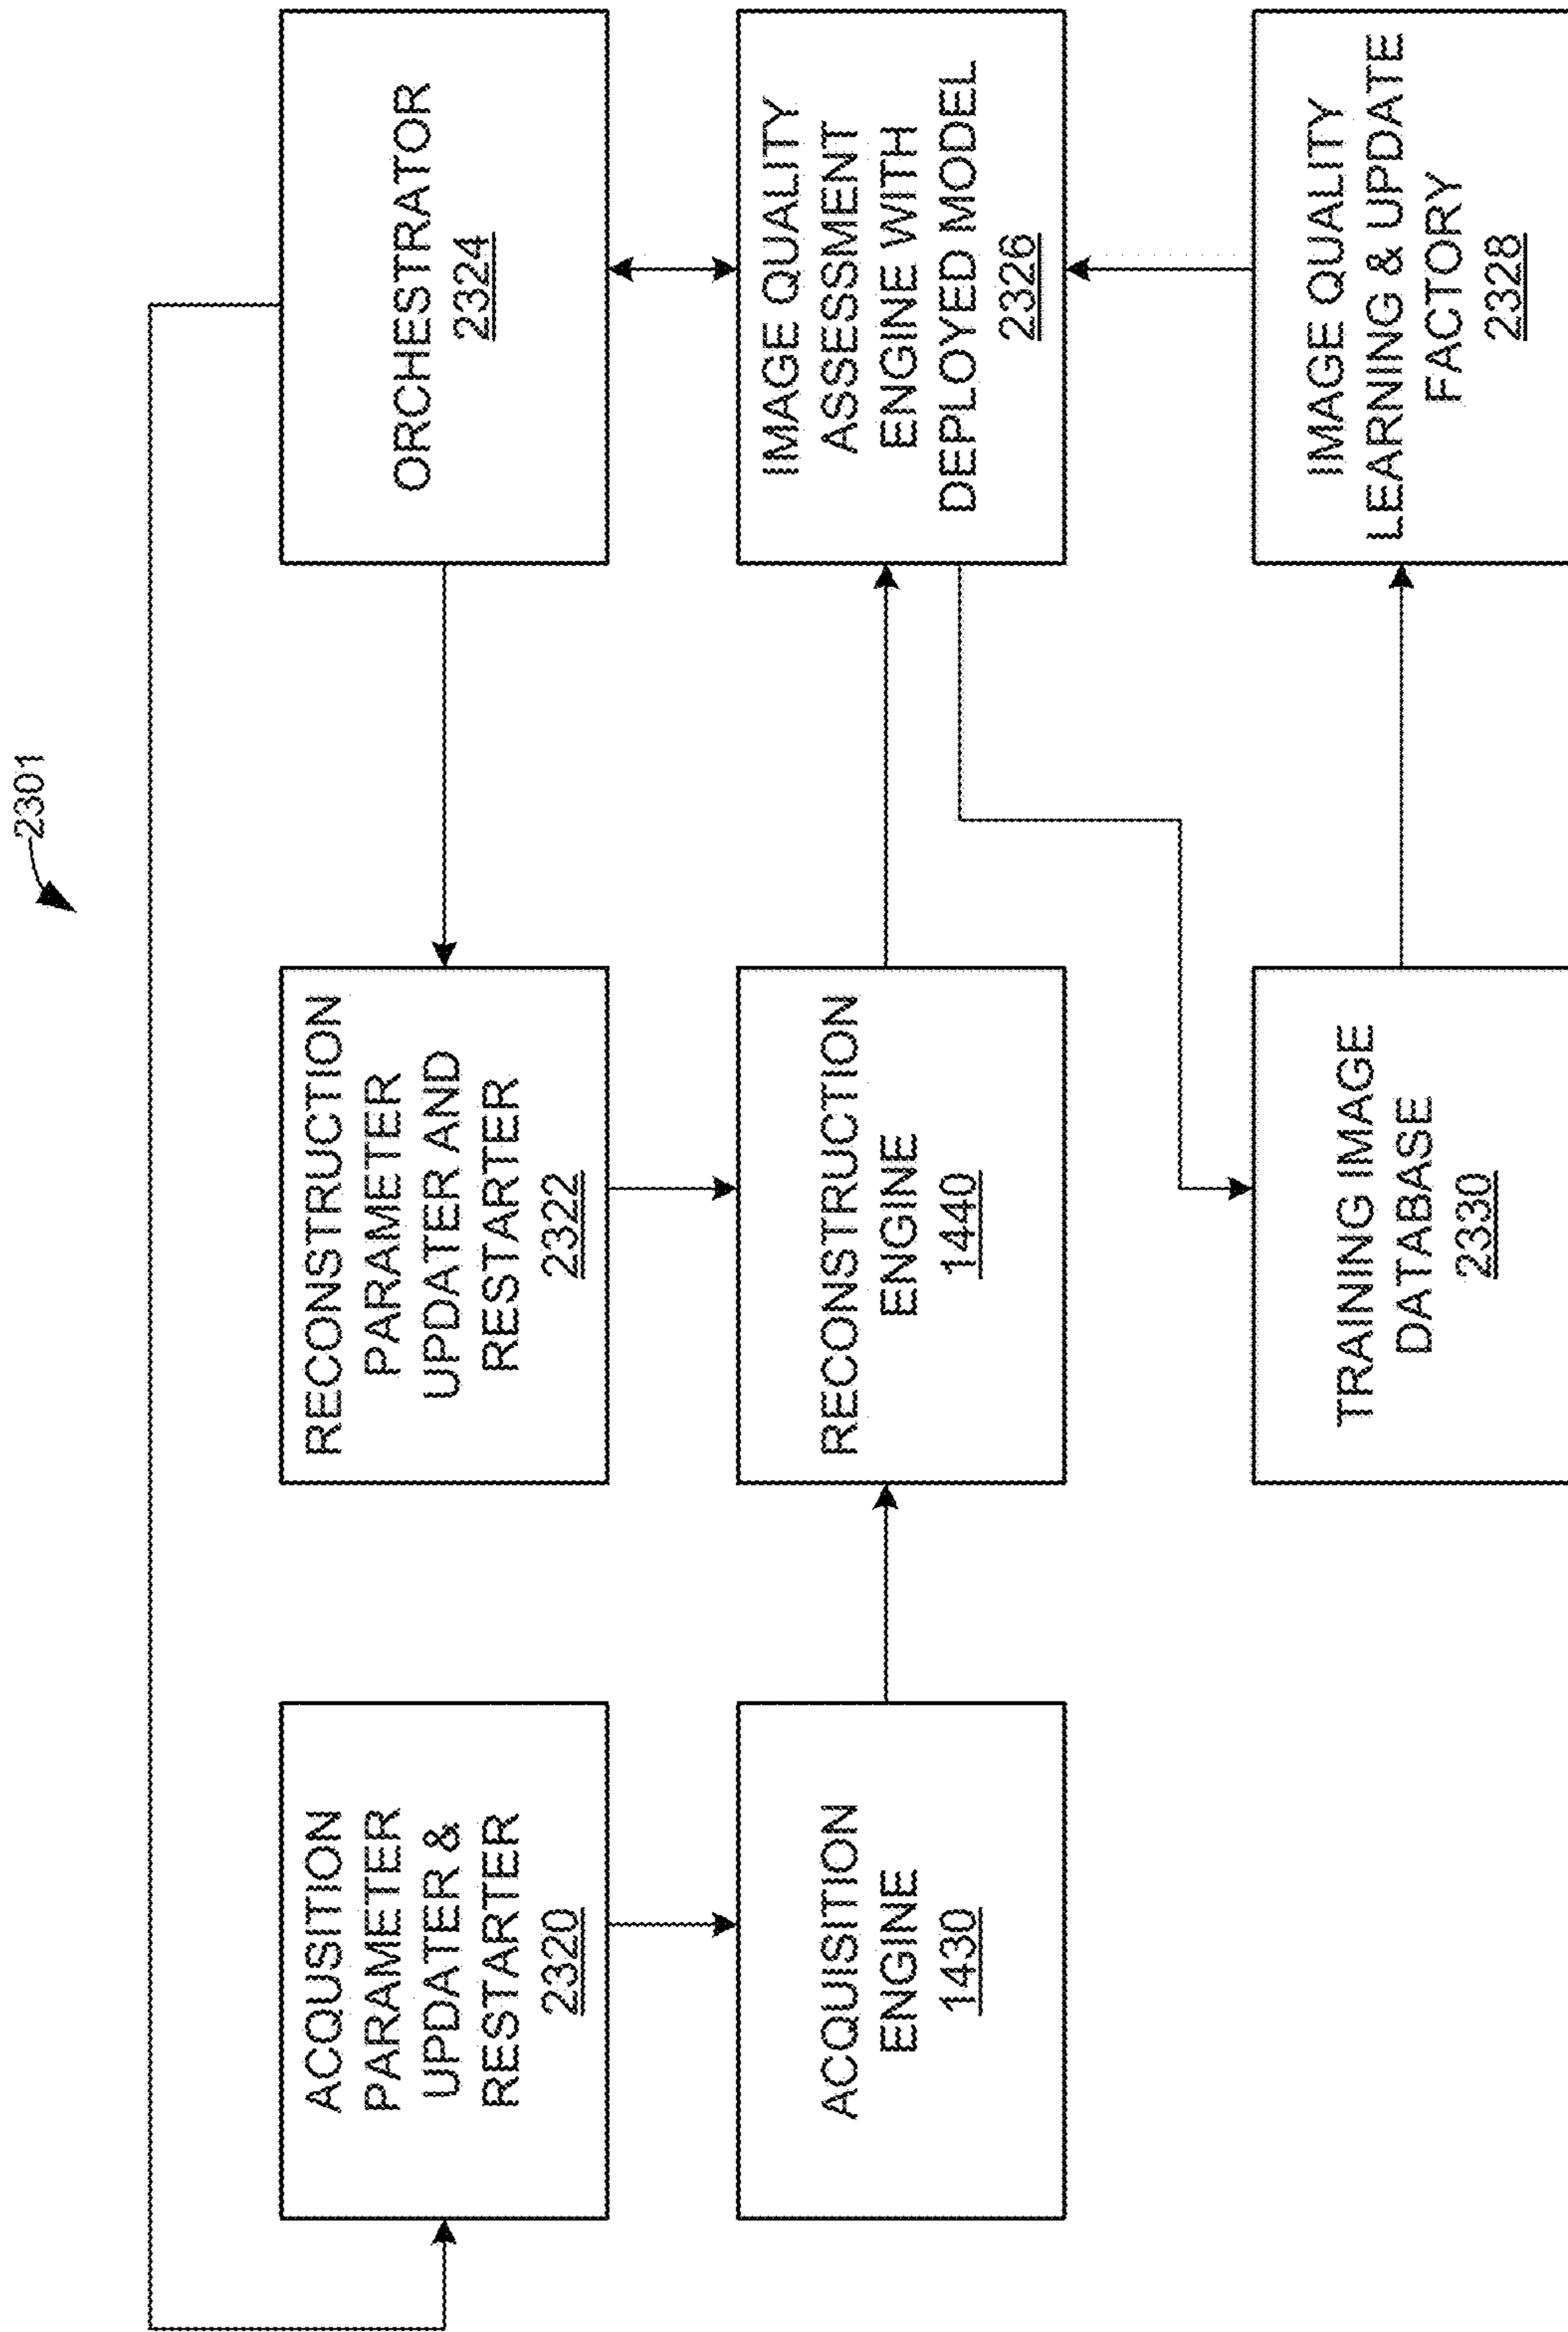 2301
ACQUSITION
PARAMETER
UPDATER &
RESTARTER
2320
RECONSTRUCTION
PARAMETER
UPDATER AND
RESTARTER
2322
ORCHESTRATOR
2324
ACQUISITION
ENGINE
1430
RECONSTRUCTION
ENGINE
1440
IMAGE QUALITY
ASSESSMENT
ENGINE WITH
DEPLOYED MODEL
2326
TRAINING IMAGE
DATABASE
2330
IMAGE QUALITY
LEARNING & UPDATE
FACTORY
2328